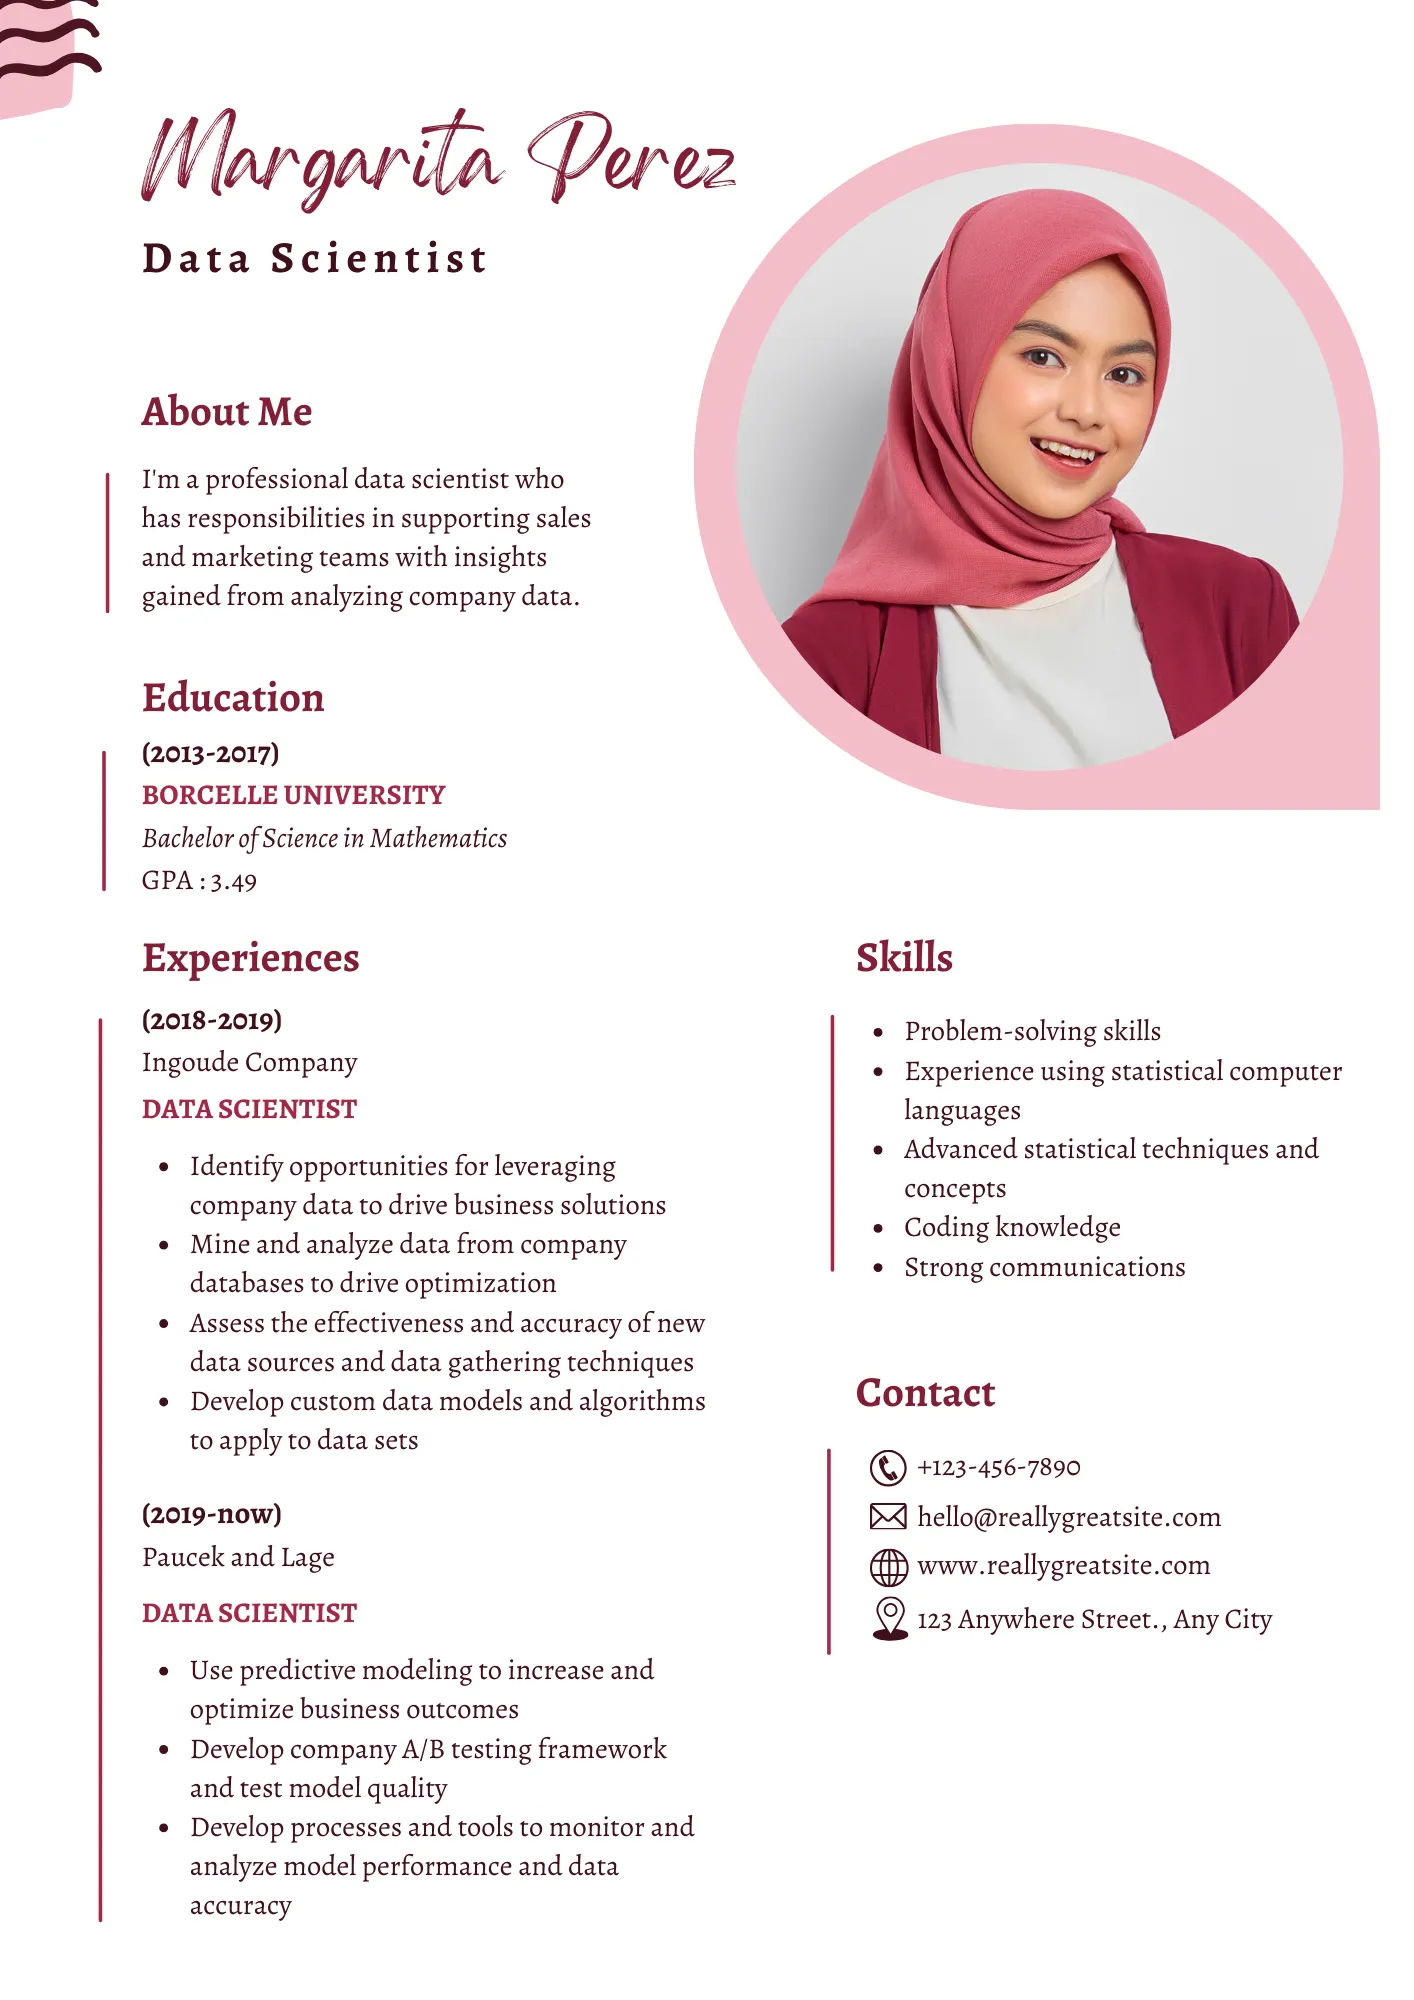 Margarita Perez
Data Scientist
About Me
I'm a professional data scientist who
has responsibilities in supporting sales
and marketing teams with insights
gained from analyzing company data.
Education
(2013-2017)
BORCELLE UNIVERSITY
Bachelor of Science in Mathematics
GPA : 3.49
Experiences
(2018-2019)
Ingoude Company
DATA SCIENTIST
• Identify opportunities for leveraging
company data to drive business solutions
• Mine and analyze data from company
databases to drive optimization
• Assess the effectiveness and accuracy of new
data sources and data gathering techniques
• Develop custom data models and algorithms
to apply to data sets
(2019-now)
Paucek and Lage
DATA SCIENTIST
• Use predictive modeling to increase and
optimize business outcomes
• Develop company A/B testing framework
and test model quality
• Develop processes and tools to monitor and
analyze model performance and data
accuracy
Skills
• Problem-solving skills
• Experience using statistical computer
languages
• Advanced statistical techniques and
concepts
• Coding knowledge
• Strong communications
Contact
+123-456-7890
hello@reallygreatsite.com
www.reallygreatsite.com
123 Anywhere Street., Any City